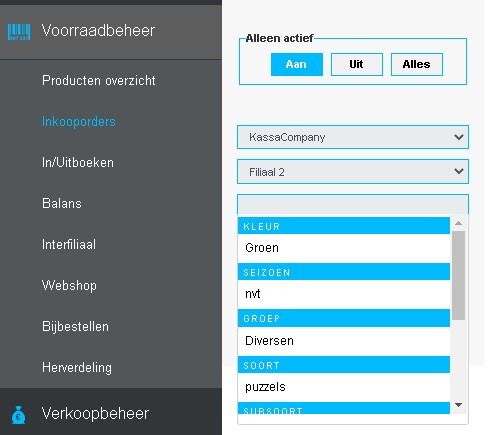 Voorraadbeheer
Producten overzicht
Inkooporders
In/Uitboeken
Balans
Interfiliaal
Webshop
Bijbestellen
Herverdeling
Verkoopbeheer
Alleen actief
Aan Uit Alles
KassaCompany
Filiaal 2
KLEUR
Groen
SEIZOEN
nvt
GROEP
Diversen
SOORT
puzzels
SUBSOORT